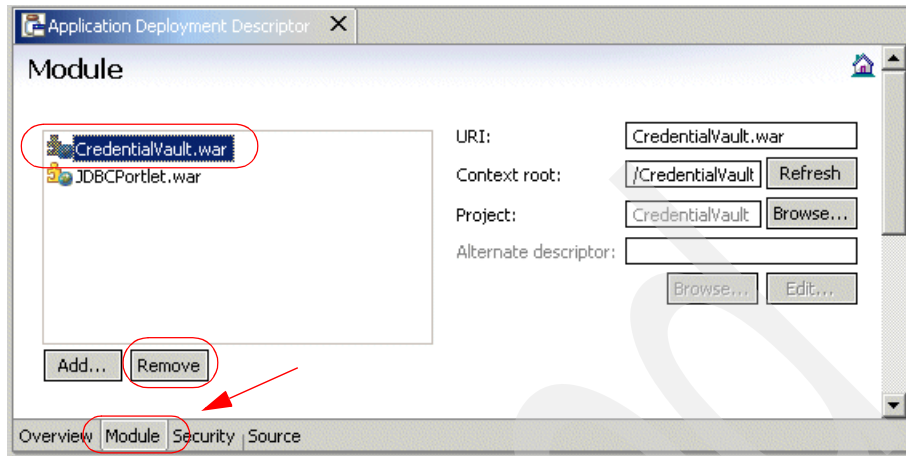 Application Deployment Descriptor X
Module
CredentialVault.war
JDBCPortlet.war
URI: CredentialVault.war
Context root: /CredentialVault Refresh
Project: CredentialVault Browse...
Alternate descriptor:
Browse... Edit...
Add... Remove
Overview Module Security Source